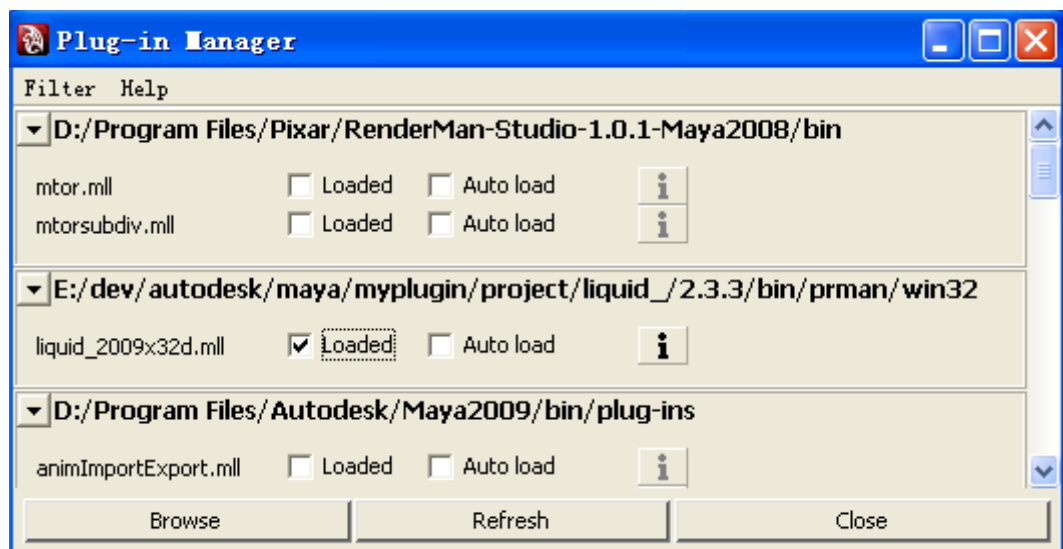 Plug-in Manager
Filter Help
D:/Program Files/Pixar/RenderMan-Studio-1.0.1-Maya2008/bin
mtor.mll Loaded Auto load i
mtorsubdiv.mll Loaded Auto load i
E:/dev/autodesk/maya/myplugin/project/liquid_/2.3.3/bin/prman/win32
liquid_2009x32d.mll Loaded Auto load i
D:/Program Files/Autodesk/Maya2009/bin/plug-ins
animImportExport.mll Loaded Auto load i
Browse Refresh Close